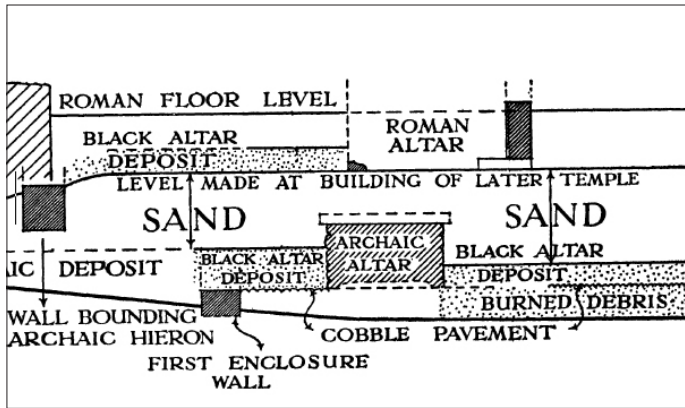 ROMAN FLOOR LEVEL
BLACK ALTAR
DEPOSIT
ROMAN
ALTAR
LEVEL MADE AT BUILDING OF LATER TEMPLE
SAND
SAND
BLACK ALTAR
DEPOSIT
ARCHAIC
ALTAR
BLACK ALTAR
DEPOSIT
AIC DEPOSIT
BURNED DEBRIS
WALL BOUNDING
ARCHAIC HIERON
COBBLE PAVEMENT
FIRST ENCLOSURE
WALL